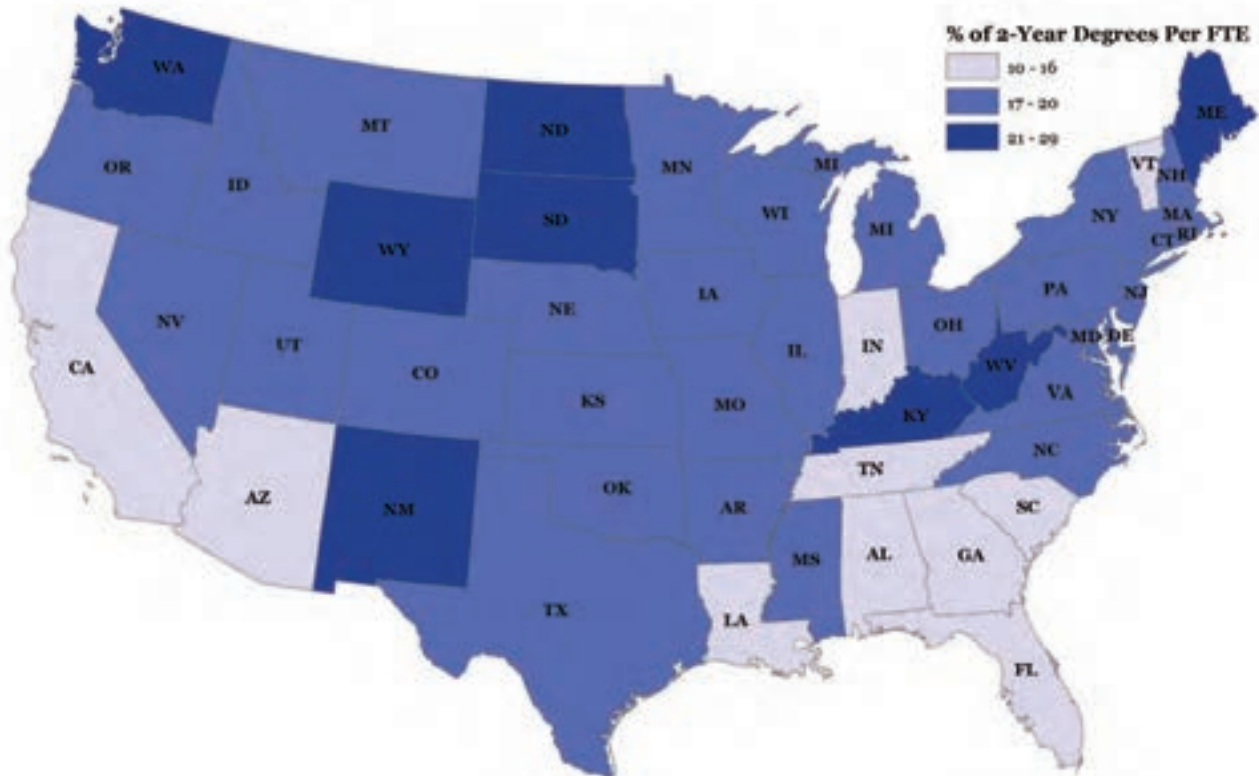 % of 2-Year Degrees Per FTE
10 - 16
17 - 20
21 - 29
WA
ME
MT
ND
VT
OR
MN
MI
NH
ID
WI
NY
SD
MA
WY
MI
CT RI
IA
PA
NE
NJ
NV
OH
IL
IN
MD DE
UT
CA
CO
WV
KS
MO
VA
KY
NC
TN
AZ
OK
NM
AR
SC
MS
AL
GA
TX
LA
FL